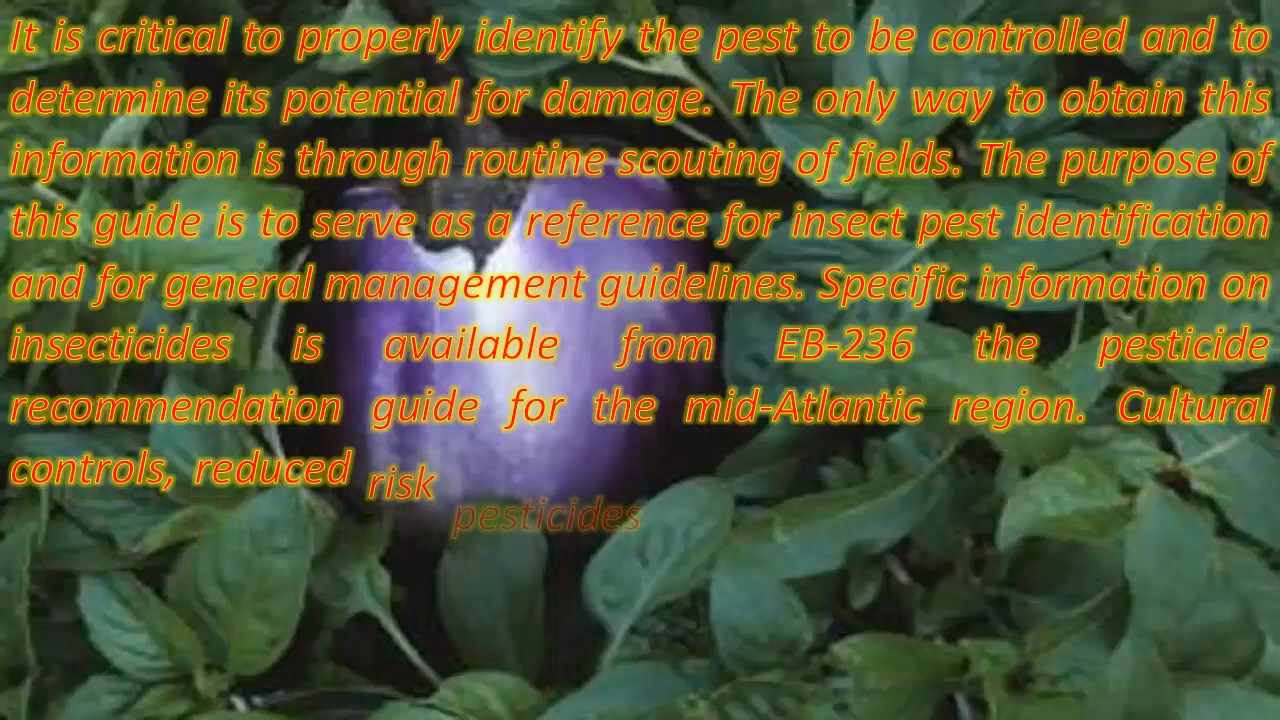 It is critical to properly identify the pest to be controlled and to
determine its potential for damage. The only way to obtain this
information is through routine scouting of fields. The purpose of
this guide is to serve as a reference for insect pest identification
and for general management guidelines. Specific information on
insecticides is available from EB-236 the pesticide
recommendation guide for the mid-Atlantic region. Cultural
controls, reduced risk
pesticides